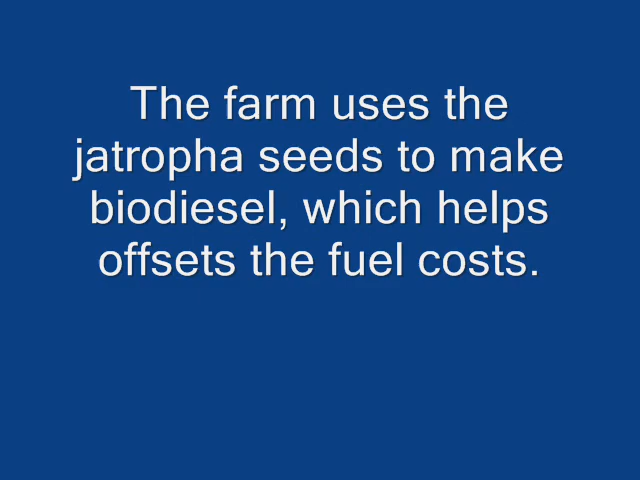 The farm uses the
jatropha seeds to make
biodiesel, which helps
offsets the fuel costs.